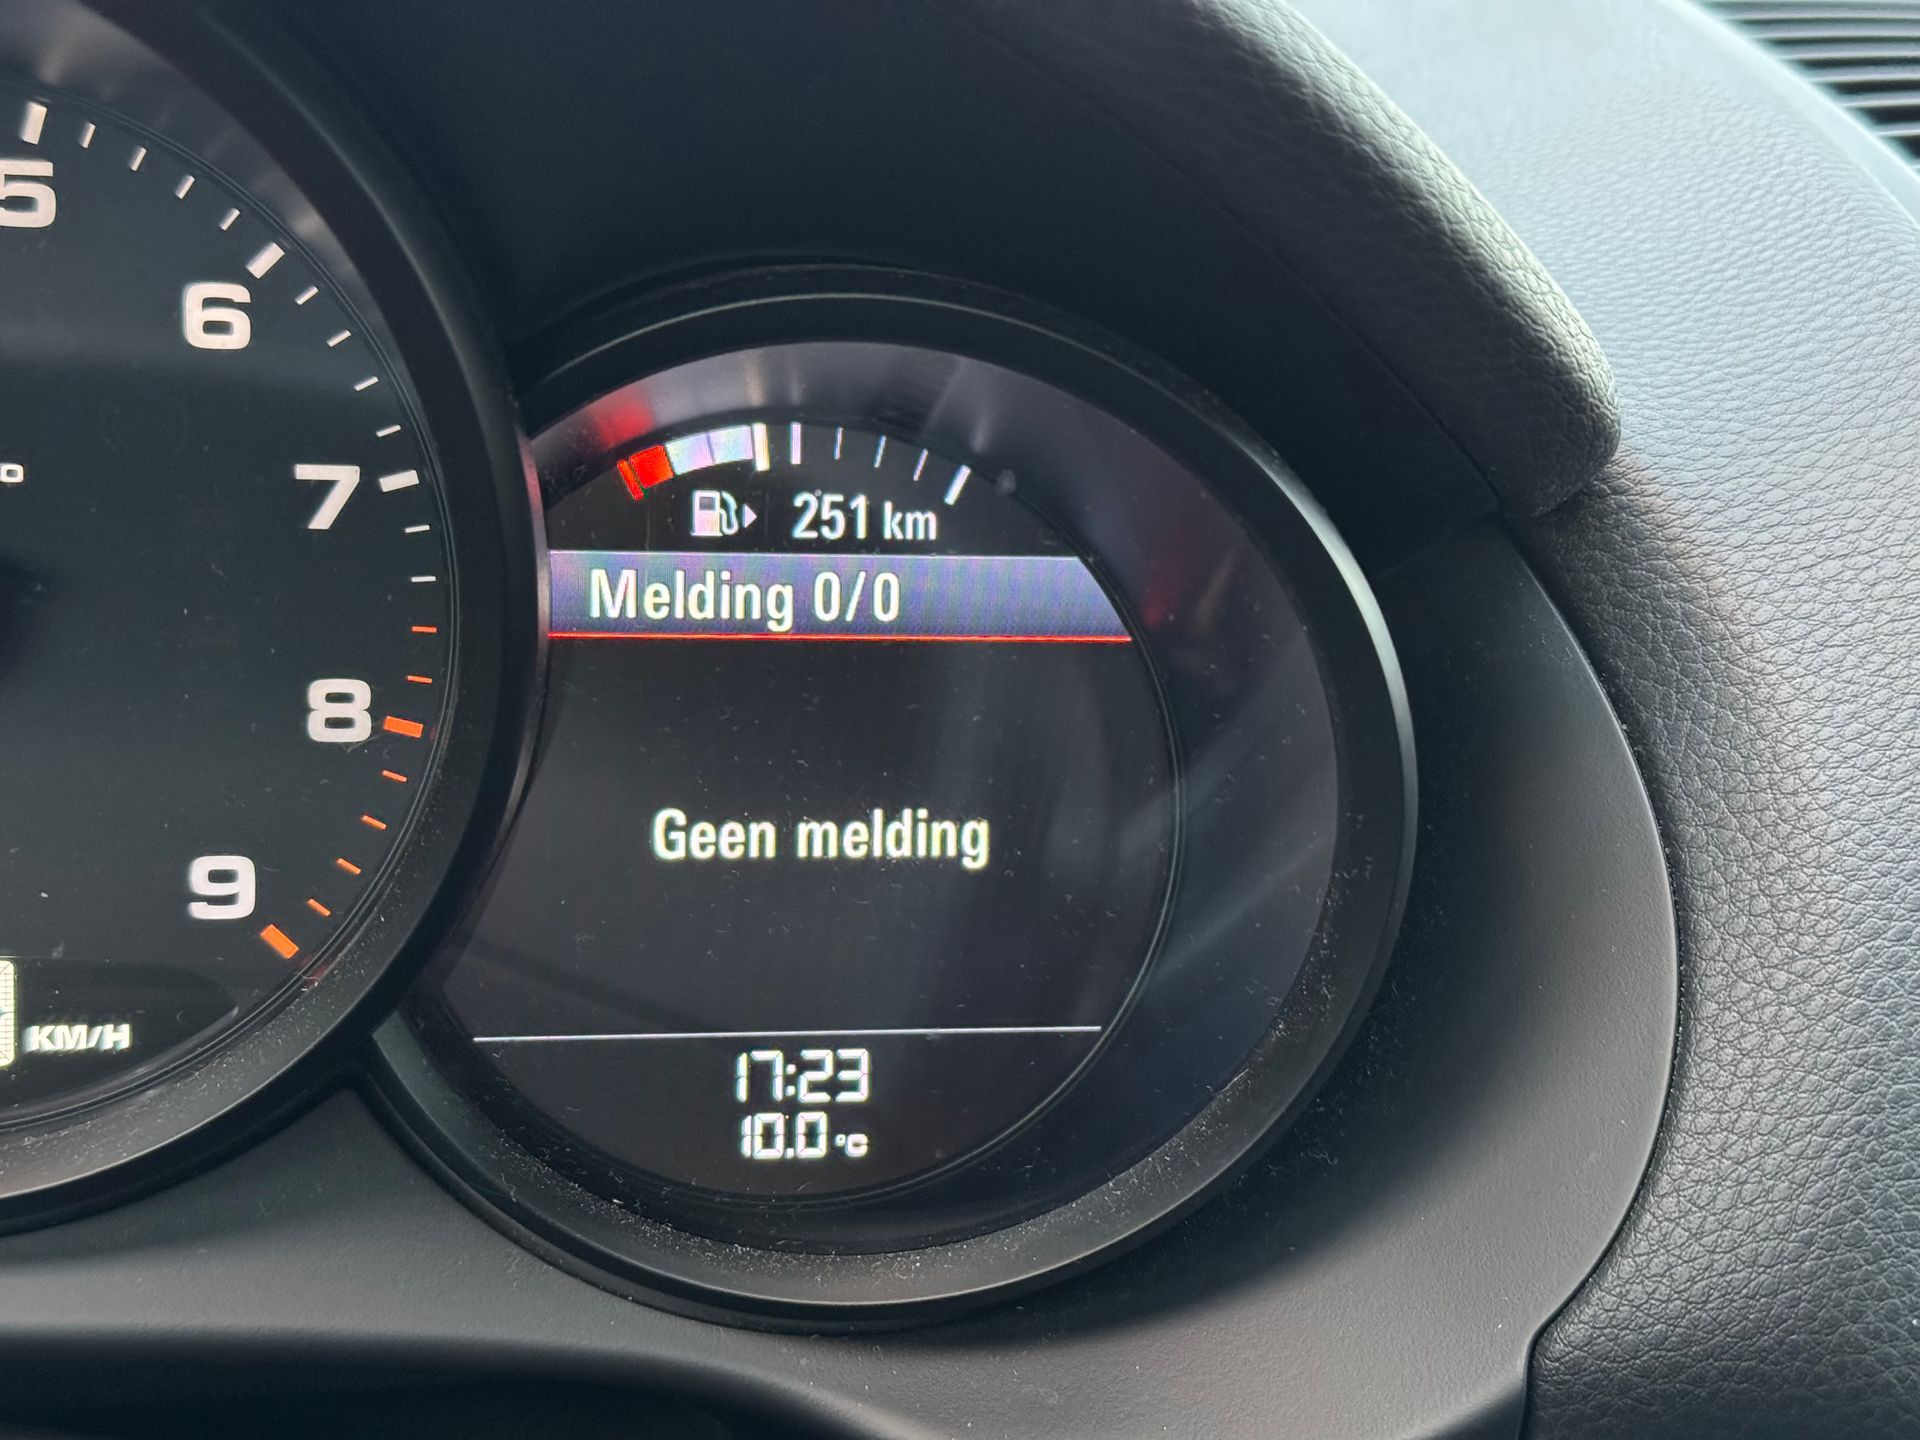 5
6
7
8
9
KM/H
251 km
Melding 0/0
Geen melding
17:23
10.0 °C